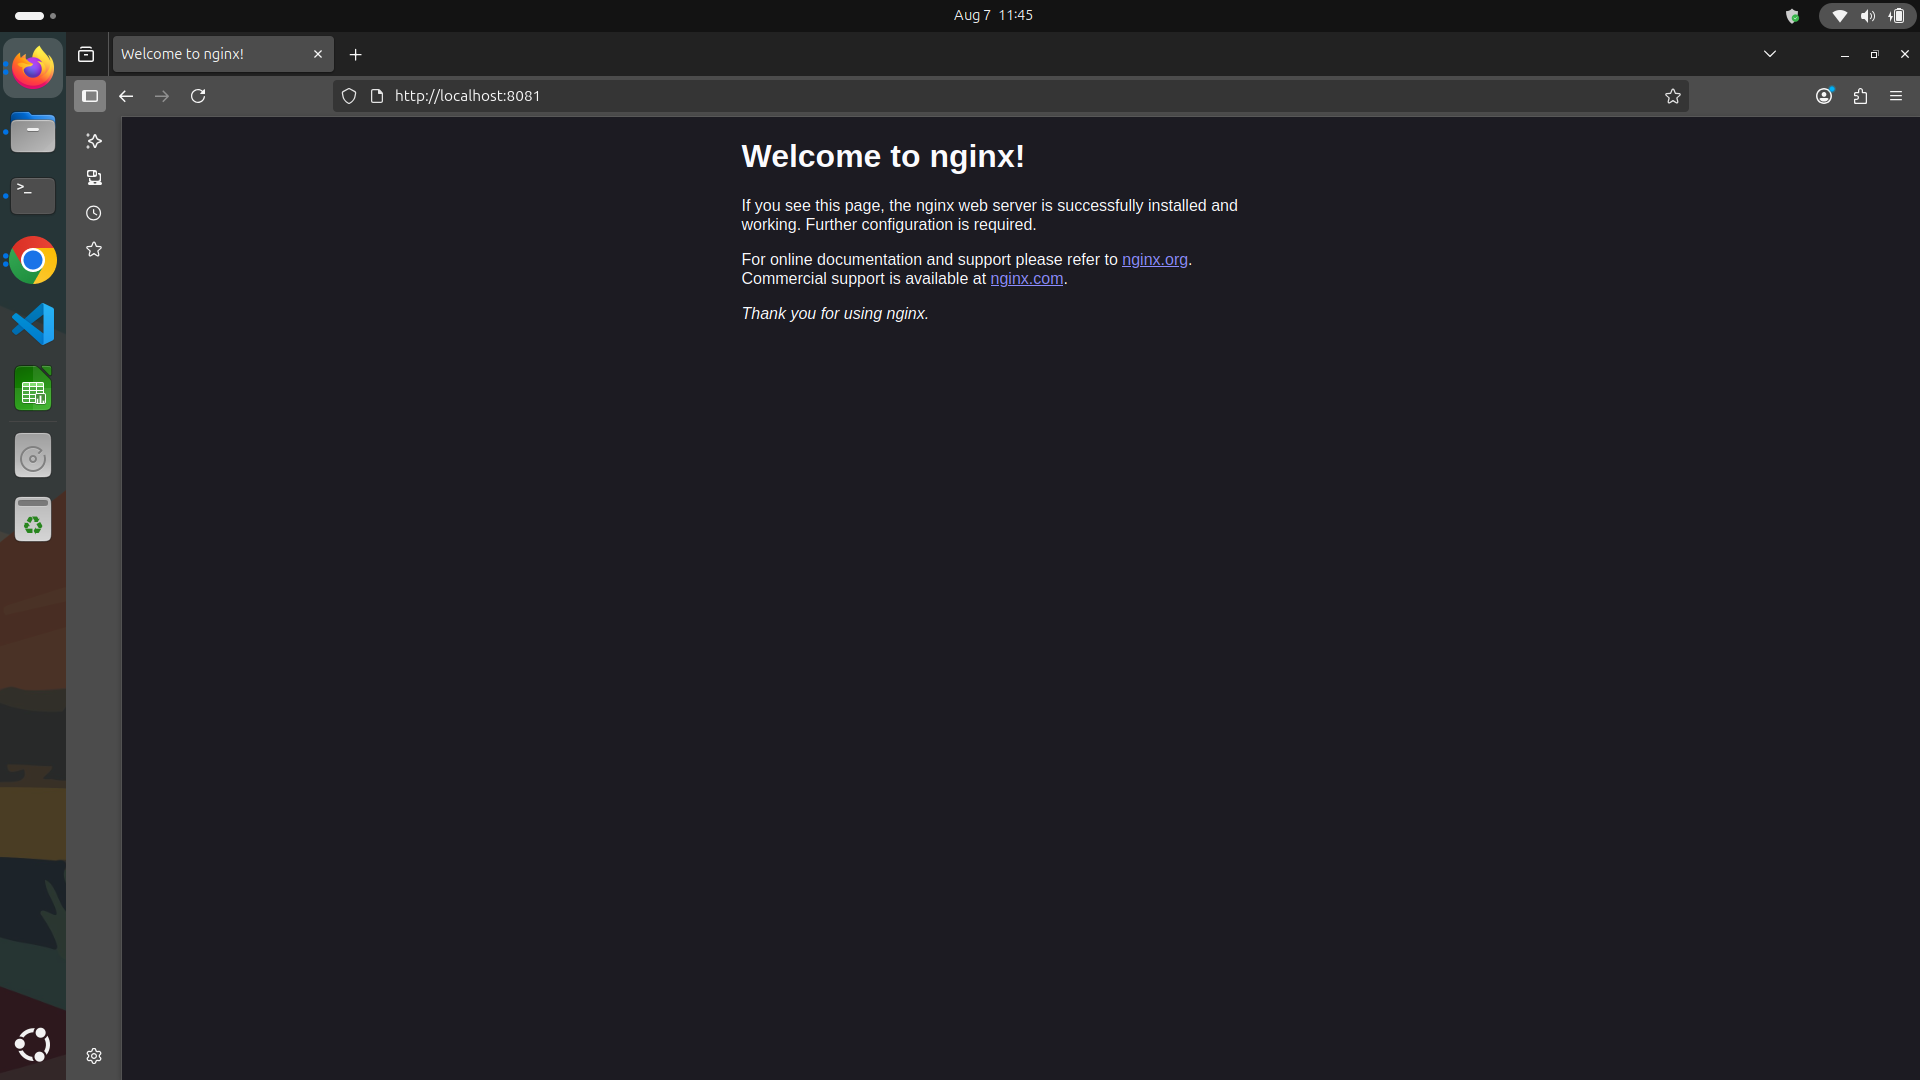 Aug 7 11:45
Welcome to nginx!
http://localhost:8081
>_
Welcome to nginx!
If you see this page, the nginx web server is successfully installed and
working. Further configuration is required.
For online documentation and support please refer to nginx.org.
Commercial support is available at nginx.com.
Thank you for using nginx.